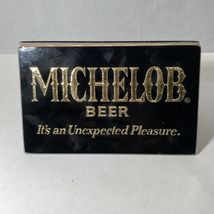 MICHELOB®
BEER
It's an Unexpected Pleasure.